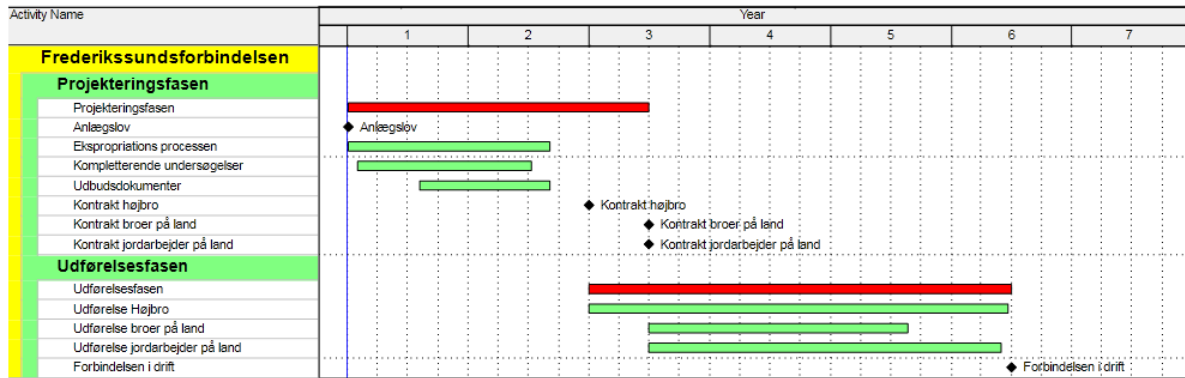 Activity Name
Year
1 2 3 4 5 6 7
Frederikssundsforbindelsen
Projekteringsfasen
Projekteringsfasen
Anlægslov Anlægslov
Ekspropriations processen
Kompletterende undersøgelser
Udbudsdokumenter
Kontrakt højbro Kontrakt højbro
Kontrakt broer på land Kontrakt broer på land
Kontrakt jordarbejder på land Kontrakt jordarbejder på land
Udførelsesfasen
Udførelsesfasen
Udførelse Højbro
Udførelse broer på land
Udførelse jordarbejder på land
Forbindelsen i drift Forbindelsen i drift